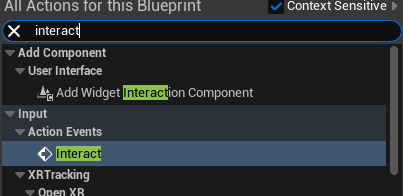 All Actions for this Blueprint Context Sensitive
interact
Add Component
User Interface
Add Widget Interaction Component
Input
Action Events
Interact
XRTracking
Open XR